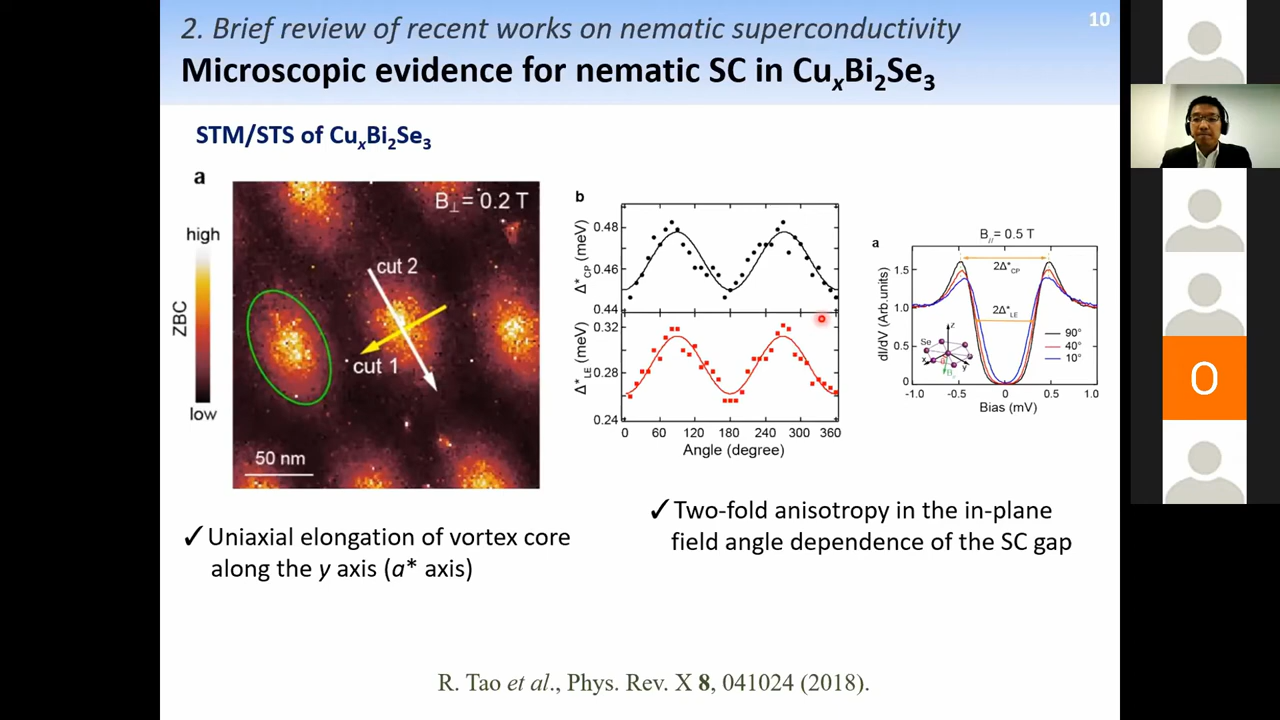 2. Brief review of recent works on nematic superconductivity
10
Microscopic evidence for nematic SC in CuxBi2Se3
STM/STS of CuxBi2Se3
a
high
ZBC
low
B⊥= 0.2 T
cut 2
cut 1
50 nm
b
Δ*CP (meV)
0.48
0.46
0.44
Δ*LE (meV)
0.32
0.28
0.24
0 60 120 180 240 300 360
Angle (degree)
a
B//= 0.5 T
dI/dV (Arb.units)
1.5
1.0
0.5
0
2Δ*CP
2Δ*LE
90°
40°
10°
Se
z
x
y
-1.0 -0.5 0 0.5 1.0
Bias (mV)
✓Uniaxial elongation of vortex core
along the y axis (a* axis)
✓Two-fold anisotropy in the in-plane
field angle dependence of the SC gap
R. Tao et al., Phys. Rev. X 8, 041024 (2018).
O